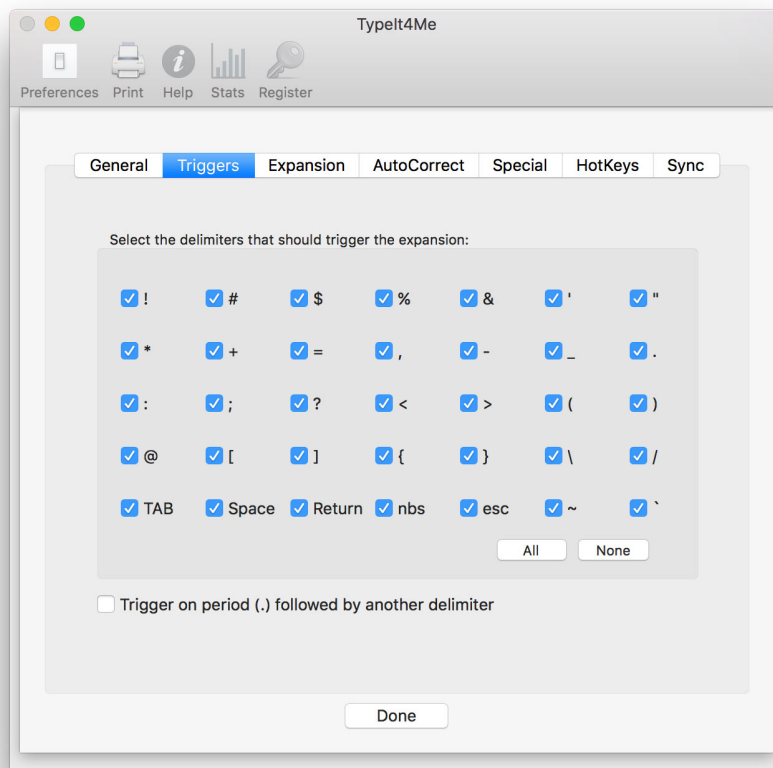 TypeIt4Me
Preferences Print Help Stats Register
General Triggers Expansion AutoCorrect Special HotKeys Sync
Select the delimiters that should trigger the expansion:
! # $ % & ' "
* + = , - _ .
: ; ? < > ( )
@ [ ] { } \ /
TAB Space Return nbs esc ~ `
All None
Trigger on period (.) followed by another delimiter
Done